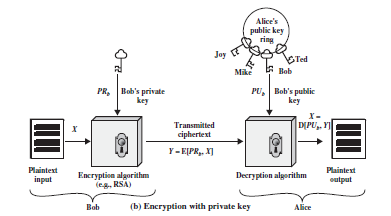 Alice's
public key
ring
Joy
Ted
Mike
Bob
PRb
Bob's private
key
PUb
Bob's public
key
X
Transmitted
ciphertext
Y = E[PRb, X]
X =
D[PUb, Y]
Plaintext
input
Encryption algorithm
(e.g., RSA)
Decryption algorithm
Plaintext
output
Bob
(b) Encryption with private key
Alice